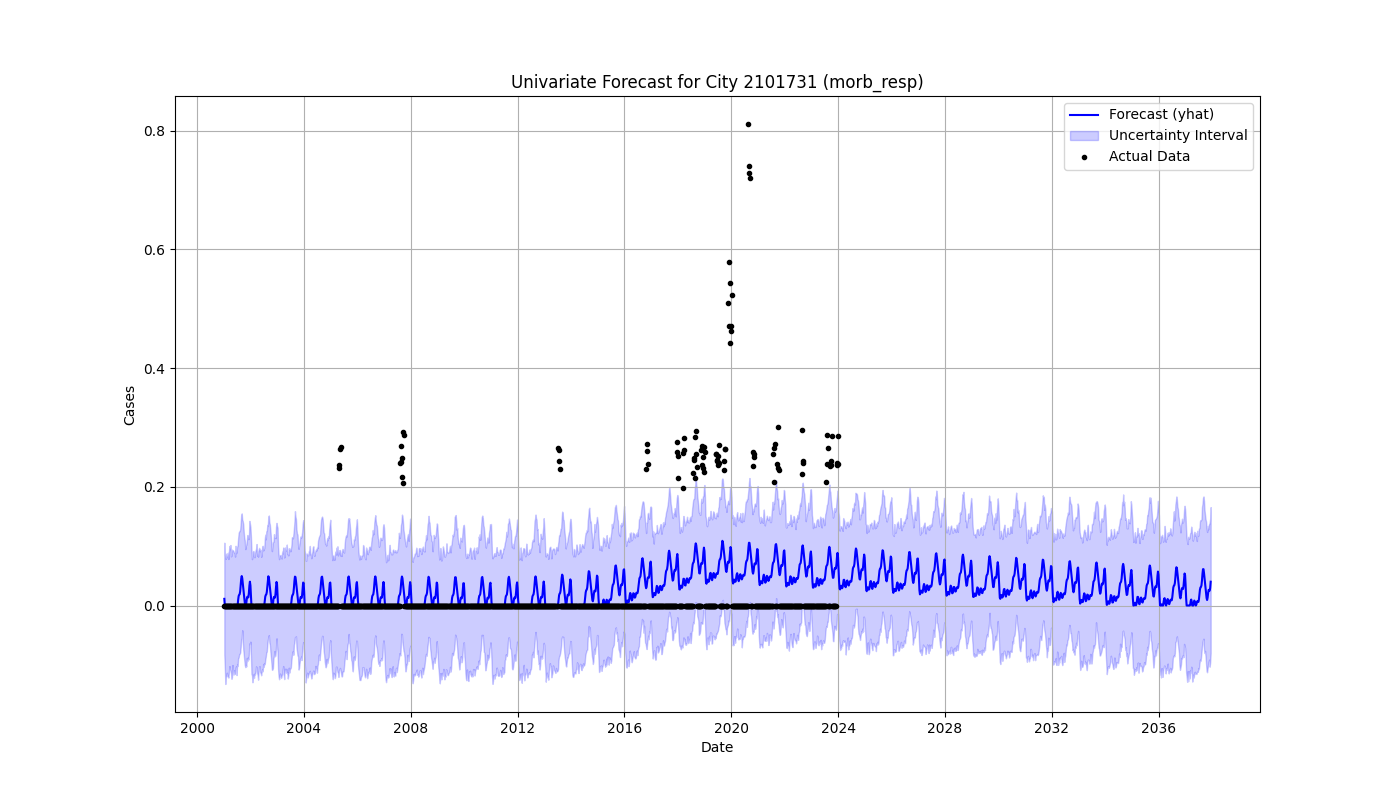 Univariate Forecast for City 2101731 (morb_resp)
Forecast (yhat)
Uncertainty Interval
Actual Data
Cases
0.8
0.6
0.4
0.2
0.0
2000 2004 2008 2012 2016 2020 2024 2028 2032 2036
Date